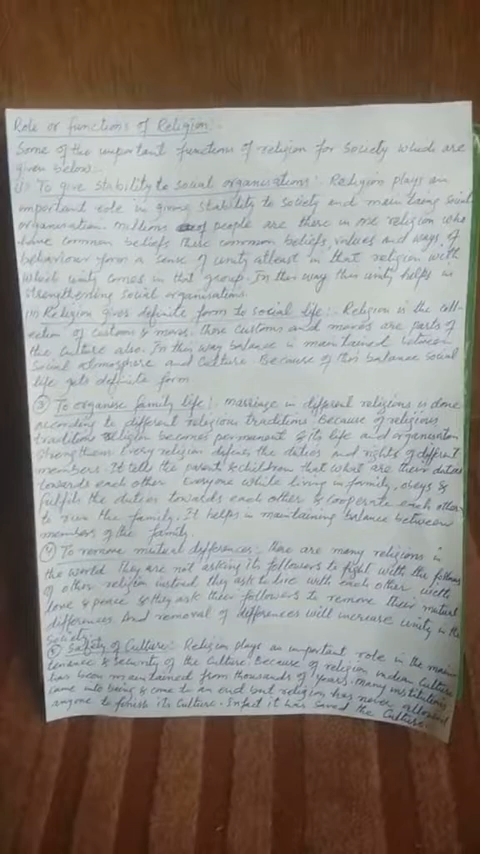 Role or functions of Religion:-
Some of the important functions of religion for society which are
given below.
(i) To give stability to social organisations: Religion plays an
important role in giving stability to society and maintaining social
organisation. millions of people are there in one religion who
have common beliefs. These common beliefs, values and ways of
behaviour form a sense of unity atleast in that religion with
which unity comes in that group. In this way this unity helps in
strengthening social organisations.
(ii) Religion gives definite form to social life:- Religion is the coll-
ection of customs & mores. These customs and mores are parts of
the culture also. In this way balance is maintained between
social atmosphere and culture. Because of this balance social
life gets definite form
③ To organise family life: marriage in different religions is done
according to different religious traditions. Because of religious
traditions religion becomes permanent & its life and organisation
strengthens. Every religion defines the duties and rights of different
members. It tells the parents & children that what are their duties
towards each other. Everyone while living in family, obeys &
fulfils the duties towards each other & cooperate each other
to run the family. It helps in maintaining balance between
members of the family.
④ To remove mutual differences: there are many religions in
the world. They are not asking its followers to fight with the followers
of other religion instead they ask to live with each other with
love & peace & they ask their followers to remove their mutual
differences. And removal of differences will increase unity in the
society.
⑤ Safety of Culture: Religion plays an important role in the main-
tenance & security of the Culture. Because of religion Indian Culture
has been maintained from thousands of years. many institutions
came into being & come to an end but religion has never allowed
anyone to finish its Culture. Infact it has saved the Culture.